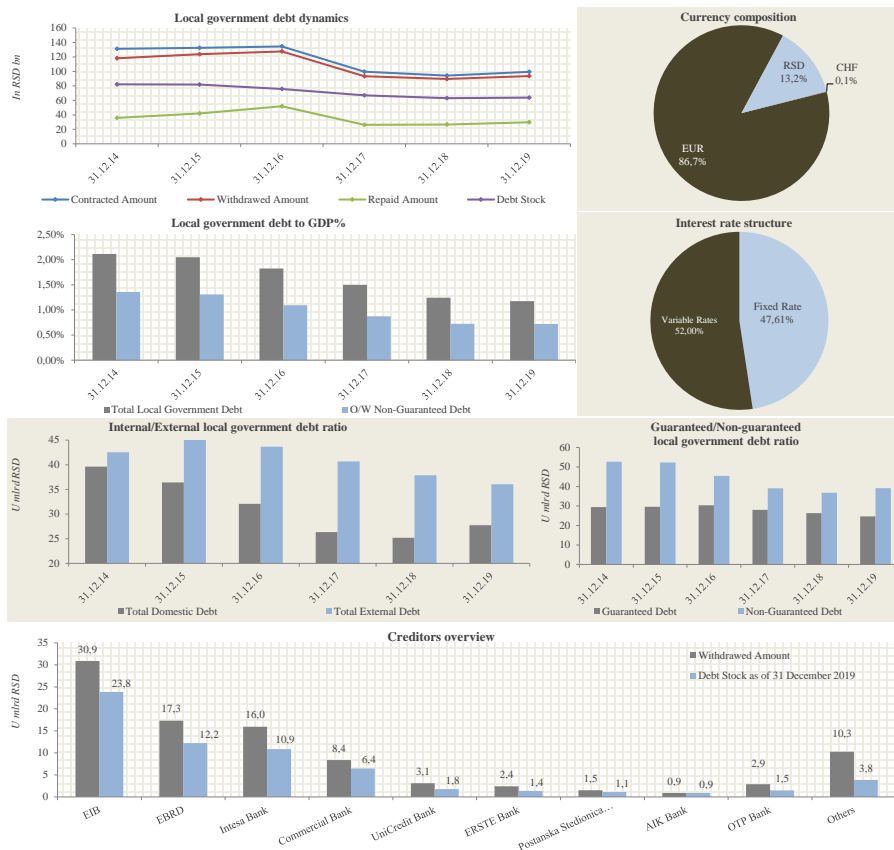 Local government debt dynamics
In RSD bn
160
140
120
100
80
60
40
20
0
31.12.14
31.12.15
31.12.16
31.12.17
31.12.18
31.12.19
Contracted Amount
Withdrawed Amount
Repaid Amount
Debt Stock
Currency composition
RSD
13,2%
CHF
0,1%
EUR
86,7%
Local government debt to GDP%
2,50%
2,00%
1,50%
1,00%
0,50%
0,00%
31.12.14
31.12.15
31.12.16
31.12.17
31.12.18
31.12.19
Total Local Government Debt
O/W Non-Guaranteed Debt
Interest rate structure
Fixed Rate
47,61%
Variable Rates
52,00%
Internal/External local government debt ratio
U mlrd RSD
45
40
35
30
25
20
31.12.14
31.12.15
31.12.16
31.12.17
31.12.18
31.12.19
Total Domestic Debt
Total External Debt
Guaranteed/Non-guaranteed
local government debt ratio
U mlrd RSD
60
50
40
30
20
10
0
31.12.14
31.12.15
31.12.16
31.12.17
31.12.18
31.12.19
Guaranteed Debt
Non-Guaranteed Debt
Creditors overview
U mlrd RSD
35
30
25
20
15
10
5
0
Withdrawed Amount
Debt Stock as of 31 December 2019
30,9
23,8
17,3
12,2
16,0
10,9
8,4
6,4
3,1
1,8
2,4
1,4
1,5
1,1
0,9
0,9
2,9
1,5
10,3
3,8
EIB
EBRD
Intesa Bank
Commercial Bank
UniCredit Bank
ERSTE Bank
Postanska Stedionica…
AIK Bank
OTP Bank
Others